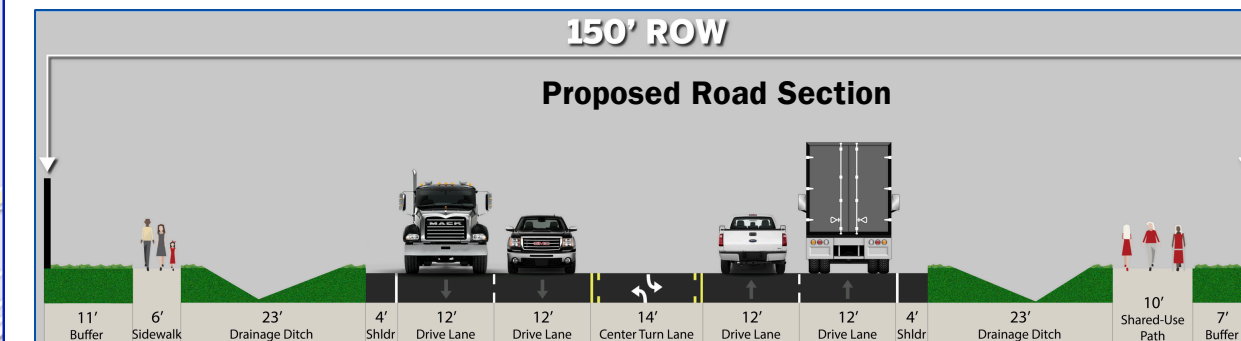 150' ROW
Proposed Road Section
MACK
GMC
11' 6' 23' 4' 12' 12' 14' 12' 12' 4' 23' 10' 7'
Buffer Sidewalk Drainage Ditch Shldr Drive Lane Drive Lane Center Turn Lane Drive Lane Drive Lane Shldr Drainage Ditch Shared-Use Path Buffer